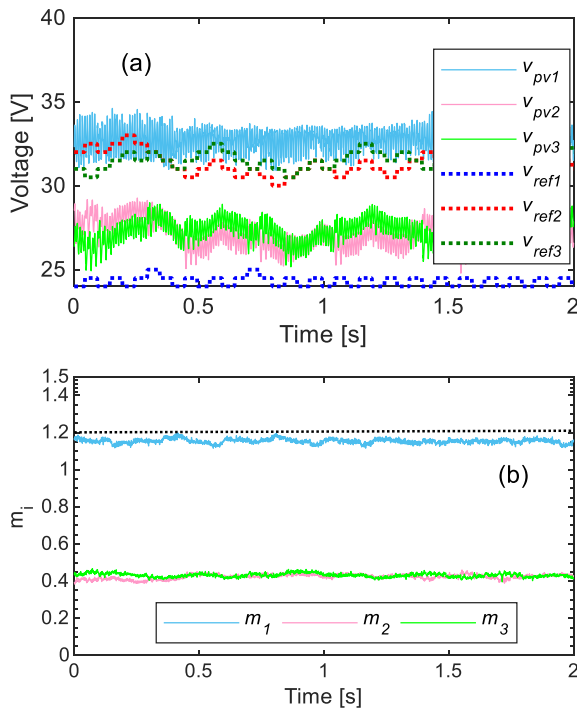 40
35
30
25
Voltage [V]
(a)
v_pv1
v_pv2
v_pv3
v_ref1
v_ref2
v_ref3
0 0.5 1 1.5 2
Time [s]
1.5
1.4
1.2
1
0.8
0.6
0.4
0.2
0
m_i
(b)
m_1 m_2 m_3
0 0.5 1 1.5 2
Time [s]